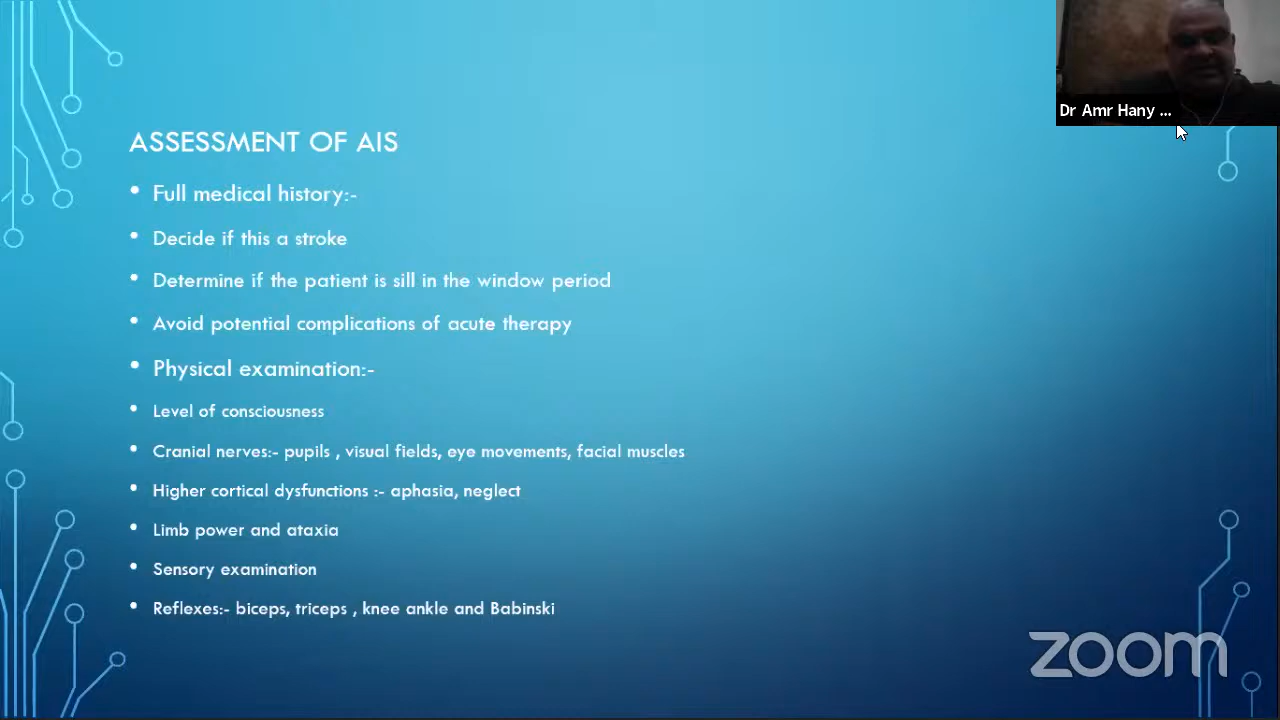 Dr Amr Hany ...
ASSESSMENT OF AIS
• Full medical history:-
• Decide if this a stroke
• Determine if the patient is sill in the window period
• Avoid potential complications of acute therapy
• Physical examination:-
• Level of consciousness
• Cranial nerves:- pupils , visual fields, eye movements, facial muscles
• Higher cortical dysfunctions :- aphasia, neglect
• Limb power and ataxia
• Sensory examination
• Reflexes:- biceps, triceps , knee ankle and Babinski
zoom